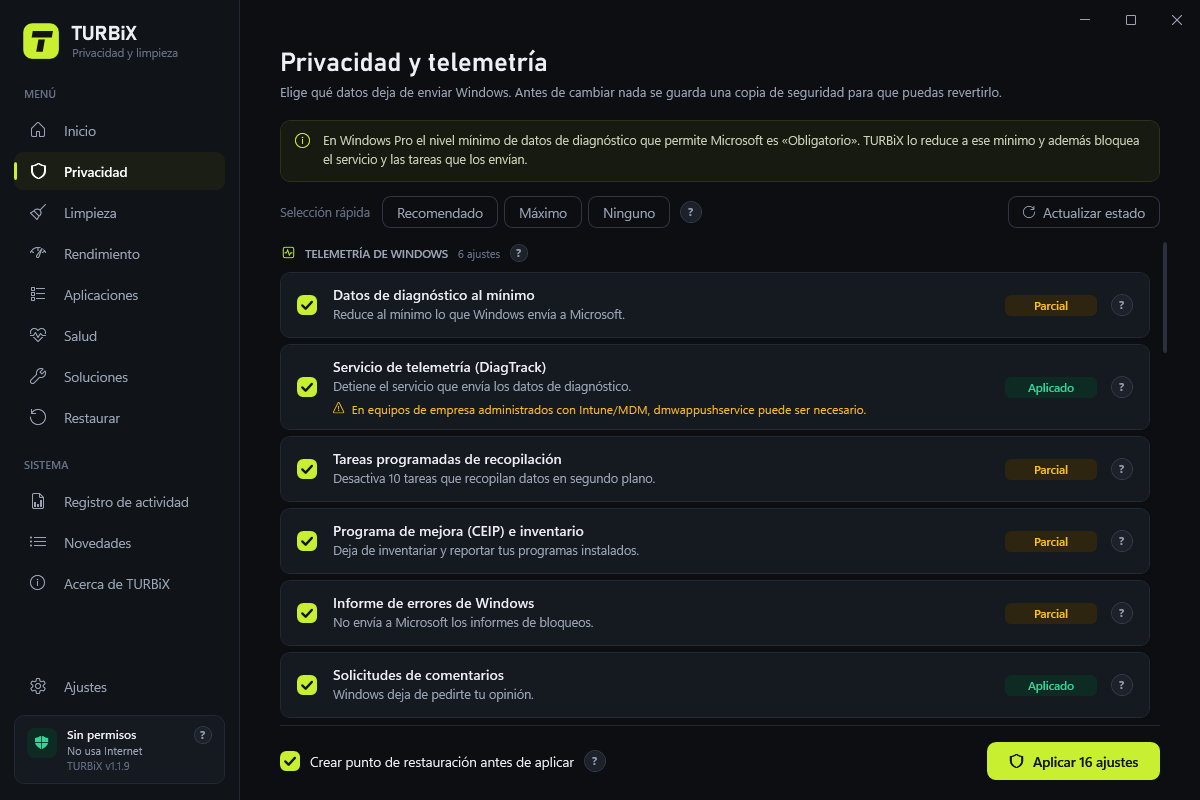 TURBiX
Privacidad y limpieza
MENÚ
Inicio
Privacidad
Limpieza
Rendimiento
Aplicaciones
Salud
Soluciones
Restaurar
SISTEMA
Registro de actividad
Novedades
Acerca de TURBiX
Ajustes
Sin permisos
?
No usa Internet
TURBiX v1.1.9
Privacidad y telemetría
Elige qué datos deja de enviar Windows. Antes de cambiar nada se guarda una copia de seguridad para que puedas revertirlo.
En Windows Pro el nivel mínimo de datos de diagnóstico que permite Microsoft es «Obligatorio». TURBiX lo reduce a ese mínimo y además bloquea
el servicio y las tareas que los envían.
Selección rápida Recomendado Máximo Ninguno ? Actualizar estado
TELEMETRÍA DE WINDOWS 6 ajustes ?
Datos de diagnóstico al mínimo
Reduce al mínimo lo que Windows envía a Microsoft.
Parcial ?
Servicio de telemetría (DiagTrack)
Detiene el servicio que envía los datos de diagnóstico.
En equipos de empresa administrados con Intune/MDM, dmwappushservice puede ser necesario.
Aplicado ?
Tareas programadas de recopilación
Desactiva 10 tareas que recopilan datos en segundo plano.
Parcial ?
Programa de mejora (CEIP) e inventario
Deja de inventariar y reportar tus programas instalados.
Parcial ?
Informe de errores de Windows
No envía a Microsoft los informes de bloqueos.
Parcial ?
Solicitudes de comentarios
Windows deja de pedirte tu opinión.
Aplicado ?
Crear punto de restauración antes de aplicar ?
Aplicar 16 ajustes